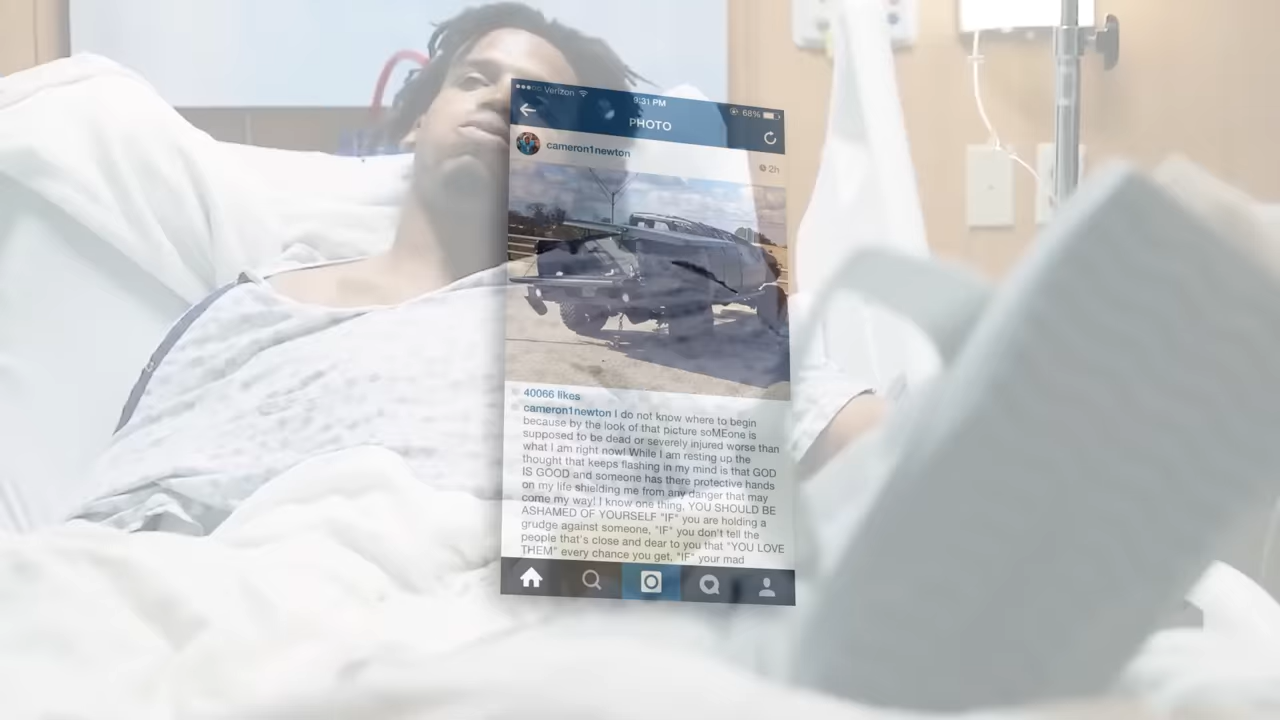 Verizon 9:31 PM 68%
PHOTO
cameron1newton
2h
40066 likes
cameron1newton I do not know where to begin
because by the look of that picture soMEone is
supposed to be dead or severely injured worse than
what I am right now! While I am resting up the
thought that keeps flashing in my mind is that GOD
IS GOOD and someone has there protective hands
on my life shielding me from any danger that may
come my way! I know one thing, YOU SHOULD BE
ASHAMED OF YOURSELF "IF" you are holding a
grudge against someone, "IF" you don't tell the
people that's close and dear to you that "YOU LOVE
THEM" every chance you get, "IF" your mad